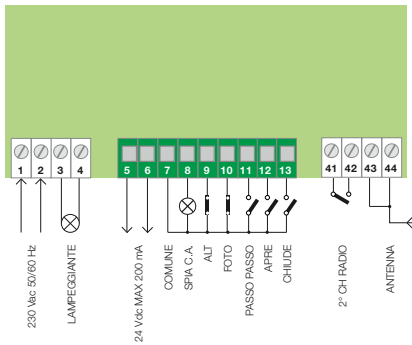 1 2 3 4
5 6 7 8 9 10 11 12 13
41 42 43 44
230 Vac 50/60 Hz
LAMPEGGIANTE
24 Vdc MAX 200 mA
COMUNE
SPIA C.A.
ALT
FOTO
PASSO PASSO
APRE
CHIUDE
2° CH RADIO
ANTENNA